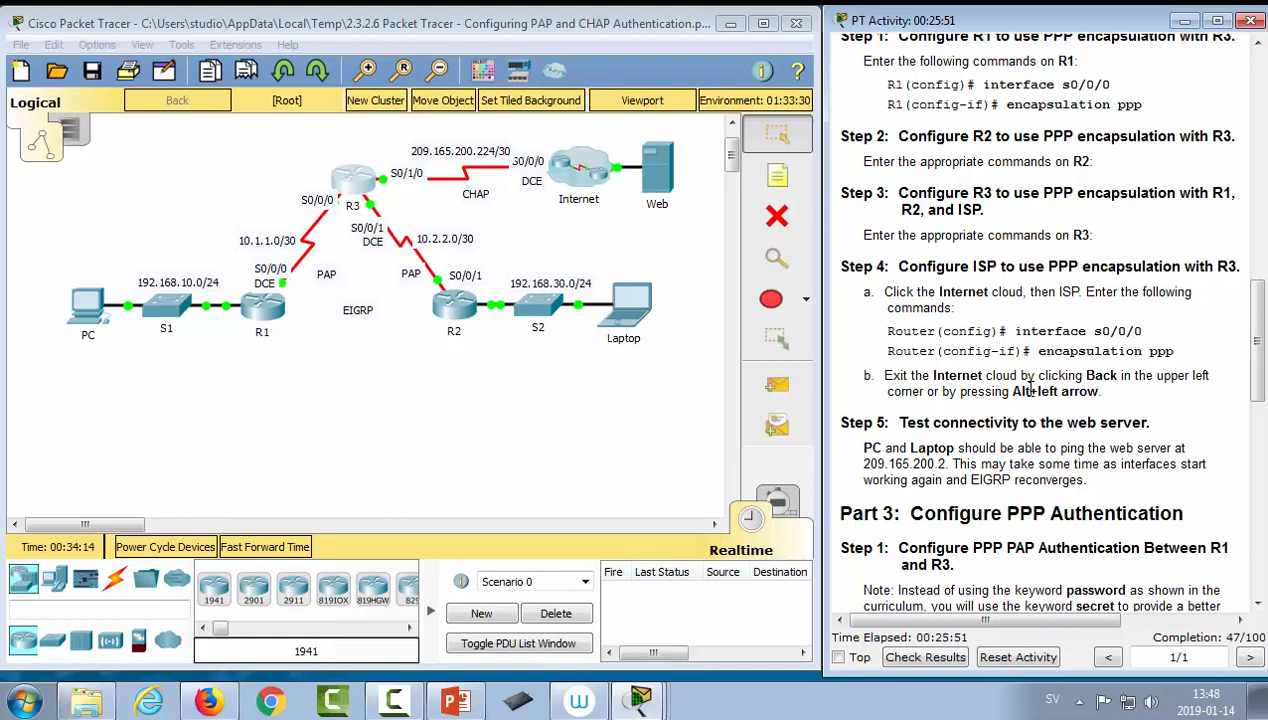 Cisco Packet Tracer - C:\Users\studio\AppData\Local\Temp\2.3.2.6 Packet Tracer - Configuring PAP and CHAP Authentication.p...
File Edit Options View Tools Extensions Help
Logical
Back
[Root]
New Cluster
Move Object
Set Tiled Background
Viewport
Environment: 01:33:30
209.165.200.224/30
S0/0/0
DCE
S0/1/0
CHAP
Internet
Web
S0/0/0
R3
S0/0/1
DCE
10.1.1.0/30
10.2.2.0/30
S0/0/0
DCE
PAP
PAP
S0/0/1
192.168.10.0/24
192.168.30.0/24
EIGRP
PC
S1
R1
R2
S2
Laptop
Time: 00:34:14
Power Cycle Devices
Fast Forward Time
Realtime
1941
2901
2911
819IOX
819HGW
829
1941
Scenario 0
New
Delete
Toggle PDU List Window
Fire Last Status Source Destination
PT Activity: 00:25:51
Step 1: Configure R1 to use PPP encapsulation with R3.
Enter the following commands on R1:
R1(config)# interface s0/0/0
R1(config-if)# encapsulation ppp
Step 2: Configure R2 to use PPP encapsulation with R3.
Enter the appropriate commands on R2:
Step 3: Configure R3 to use PPP encapsulation with R1,
R2, and ISP.
Enter the appropriate commands on R3:
Step 4: Configure ISP to use PPP encapsulation with R3.
a. Click the Internet cloud, then ISP. Enter the following
commands:
Router(config)# interface s0/0/0
Router(config-if)# encapsulation ppp
b. Exit the Internet cloud by clicking Back in the upper left
corner or by pressing Alt+left arrow.
Step 5: Test connectivity to the web server.
PC and Laptop should be able to ping the web server at
209.165.200.2. This may take some time as interfaces start
working again and EIGRP reconverges.
Part 3: Configure PPP Authentication
Step 1: Configure PPP PAP Authentication Between R1
and R3.
Note: Instead of using the keyword password as shown in the
curriculum, you will use the keyword secret to provide a better
Time Elapsed: 00:25:51
Completion: 47/100
Top
Check Results
Reset Activity
<
1/1
>
SV
13:48
2019-01-14